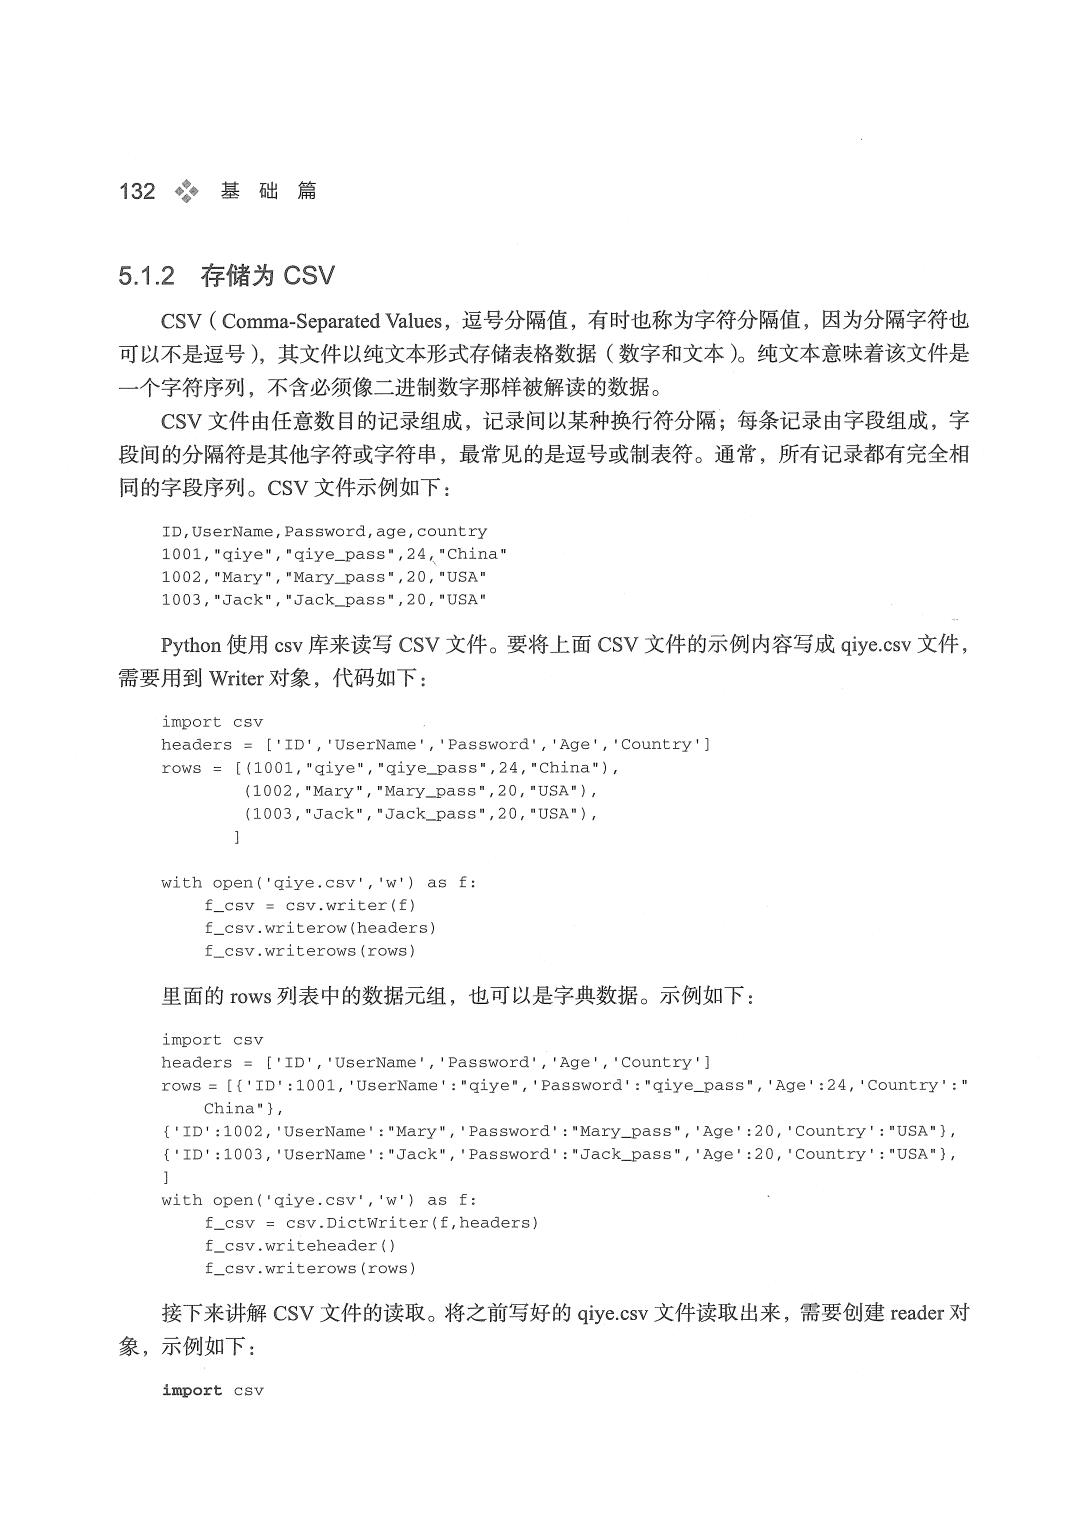 132 基 础 篇
5.1.2 存储为 CSV
CSV（Comma-Separated Values，逗号分隔值，有时也称为字符分隔值，因为分隔字符也
可以不是逗号），其文件以纯文本形式存储表格数据（数字和文本）。纯文本意味着该文件是
一个字符序列，不含必须像二进制数字那样被解读的数据。
CSV 文件由任意数目的记录组成，记录间以某种换行符分隔；每条记录由字段组成，字
段间的分隔符是其他字符或字符串，最常见的是逗号或制表符。通常，所有记录都有完全相
同的字段序列。CSV 文件示例如下：
ID,UserName,Password,age,country
1001,"qiye","qiye_pass",24,"China"
1002,"Mary","Mary_pass",20,"USA"
1003,"Jack","Jack_pass",20,"USA"
Python 使用 csv 库来读写 CSV 文件。要将上面 CSV 文件的示例内容写成 qiye.csv 文件，
需要用到 Writer 对象，代码如下：
import csv
headers = ['ID','UserName','Password','Age','Country']
rows = [(1001,"qiye","qiye_pass",24,"China"),
(1002,"Mary","Mary_pass",20,"USA"),
(1003,"Jack","Jack_pass",20,"USA"),
]
with open('qiye.csv','w') as f:
f_csv = csv.writer(f)
f_csv.writerow(headers)
f_csv.writerows(rows)
里面的 rows 列表中的数据元组，也可以是字典数据。示例如下：
import csv
headers = ['ID','UserName','Password','Age','Country']
rows = [{'ID':1001,'UserName':"qiye",'Password':"qiye_pass",'Age':24,'Country':"
China"},
{'ID':1002,'UserName':"Mary",'Password':"Mary_pass",'Age':20,'Country':"USA"},
{'ID':1003,'UserName':"Jack",'Password':"Jack_pass",'Age':20,'Country':"USA"},
]
with open('qiye.csv','w') as f:
f_csv = csv.DictWriter(f,headers)
f_csv.writeheader()
f_csv.writerows(rows)
接下来讲解 CSV 文件的读取。将之前写好的 qiye.csv 文件读取出来，需要创建 reader 对
象，示例如下：
import csv